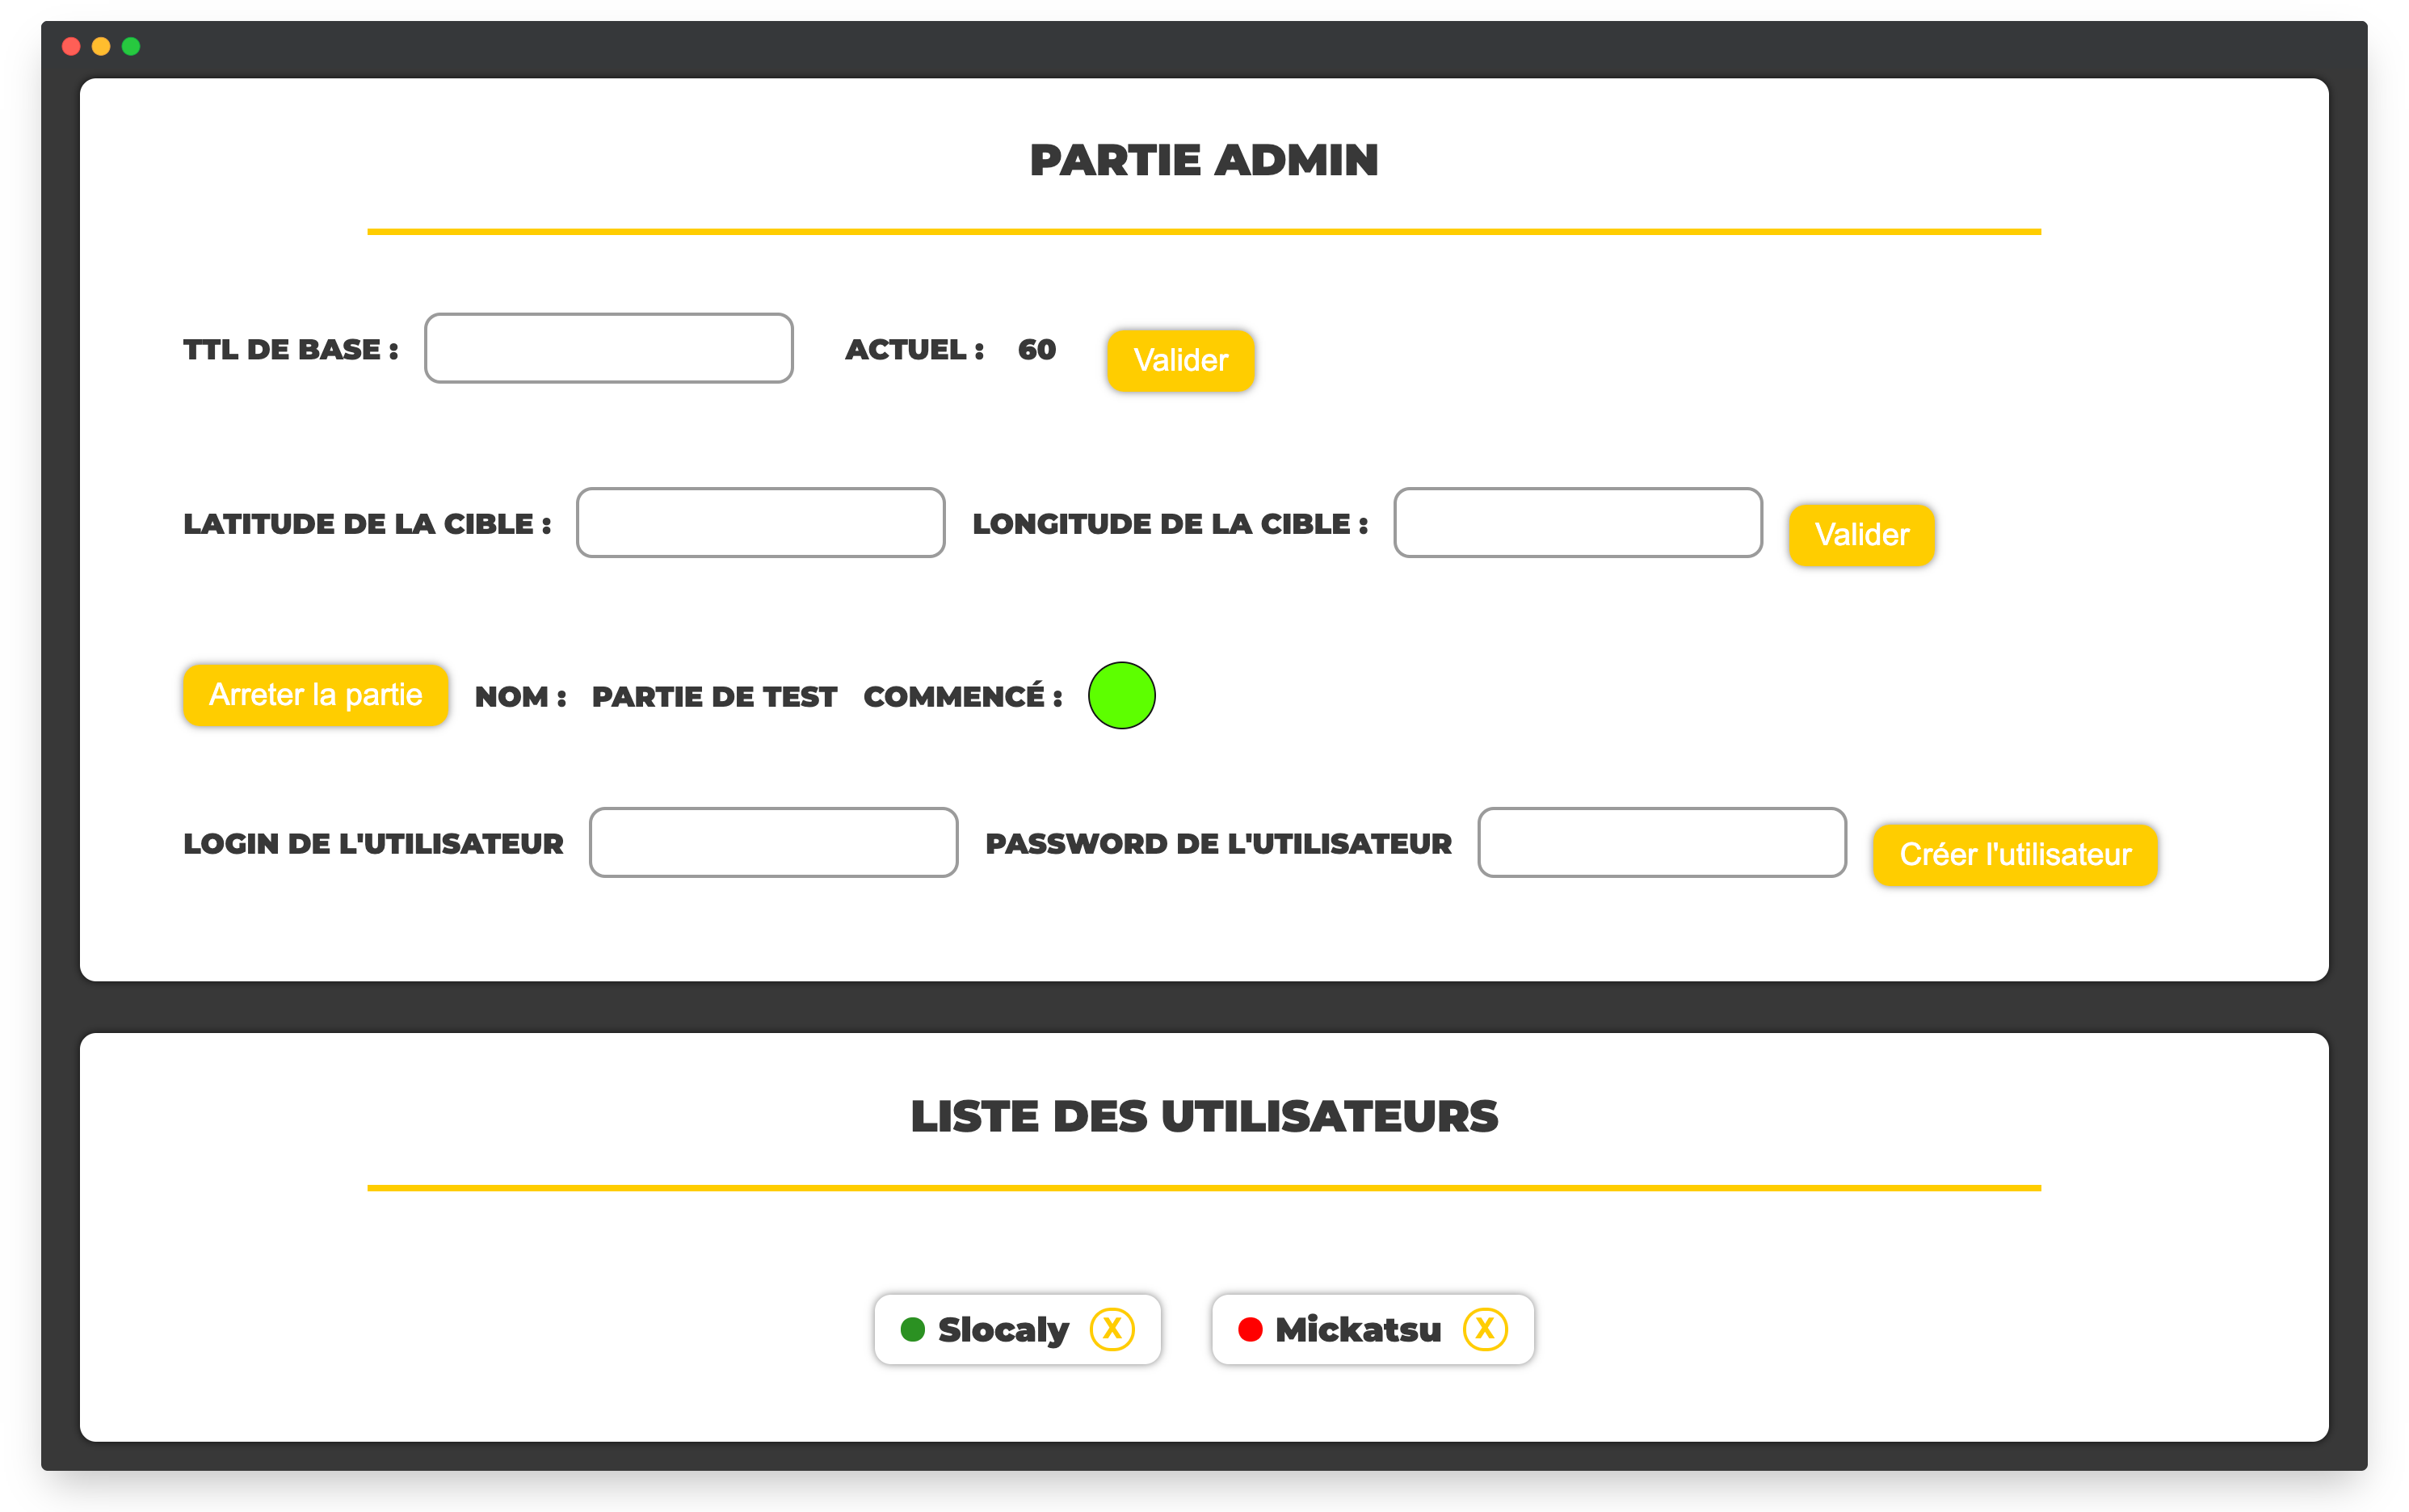 PARTIE ADMIN
TTL DE BASE : ACTUEL : 60 Valider
LATITUDE DE LA CIBLE : LONGITUDE DE LA CIBLE : Valider
Arreter la partie NOM : PARTIE DE TEST COMMENCÉ :
LOGIN DE L'UTILISATEUR PASSWORD DE L'UTILISATEUR Créer l'utilisateur
LISTE DES UTILISATEURS
Slocaly X Mickatsu X